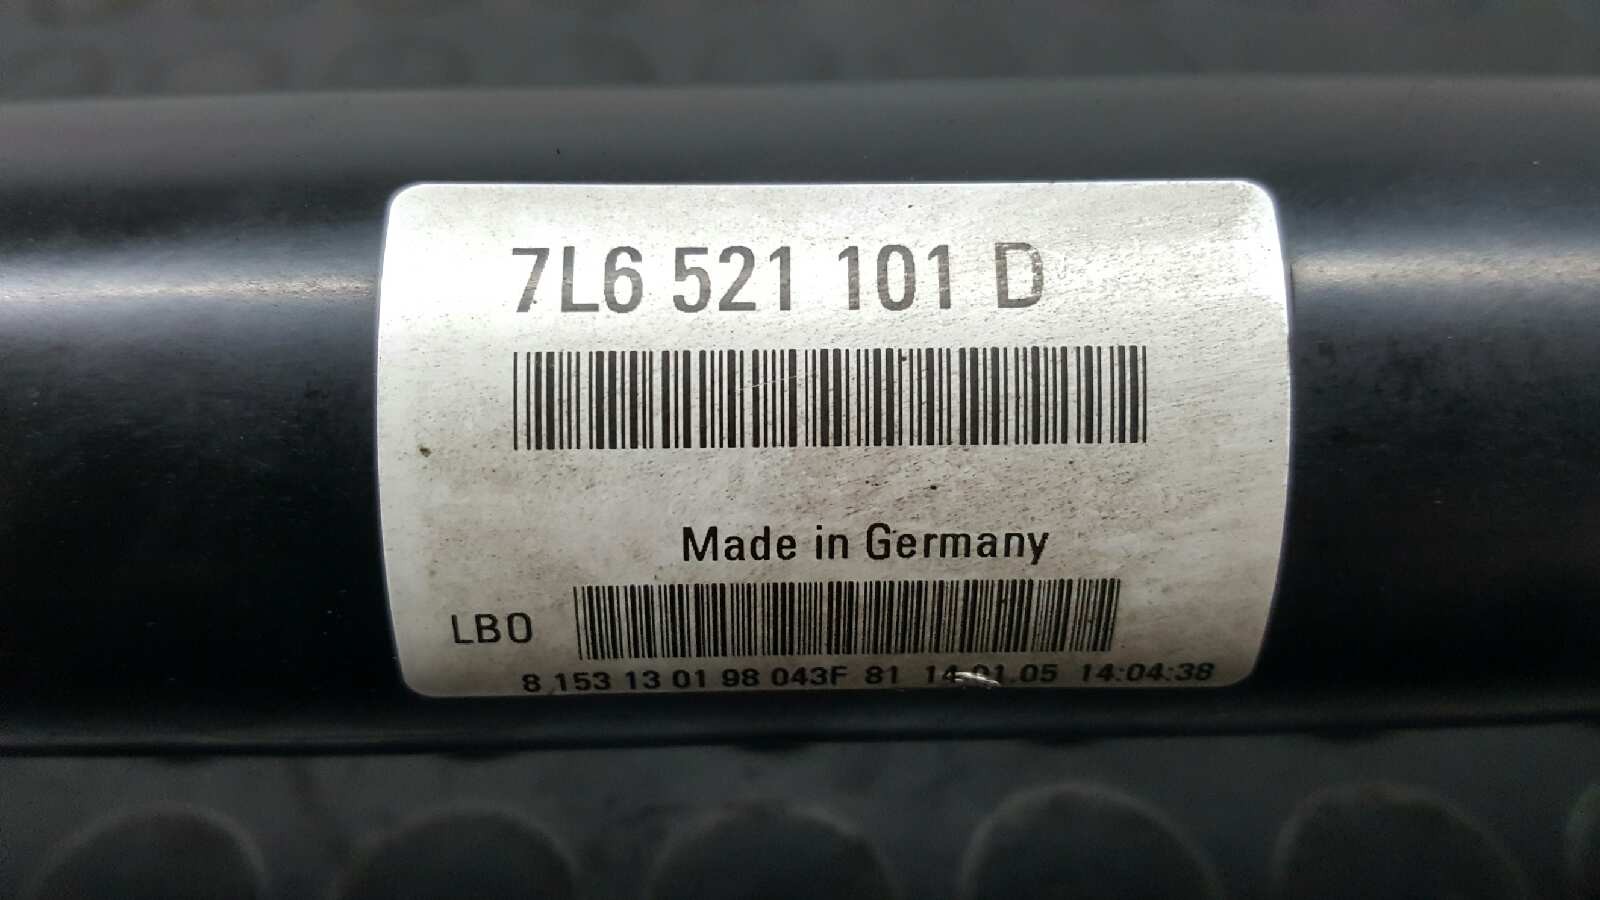 7L6 521 101 D
Made in Germany
LB0
8 153 13 01 98 043F 81 14.01.05 14:04:38